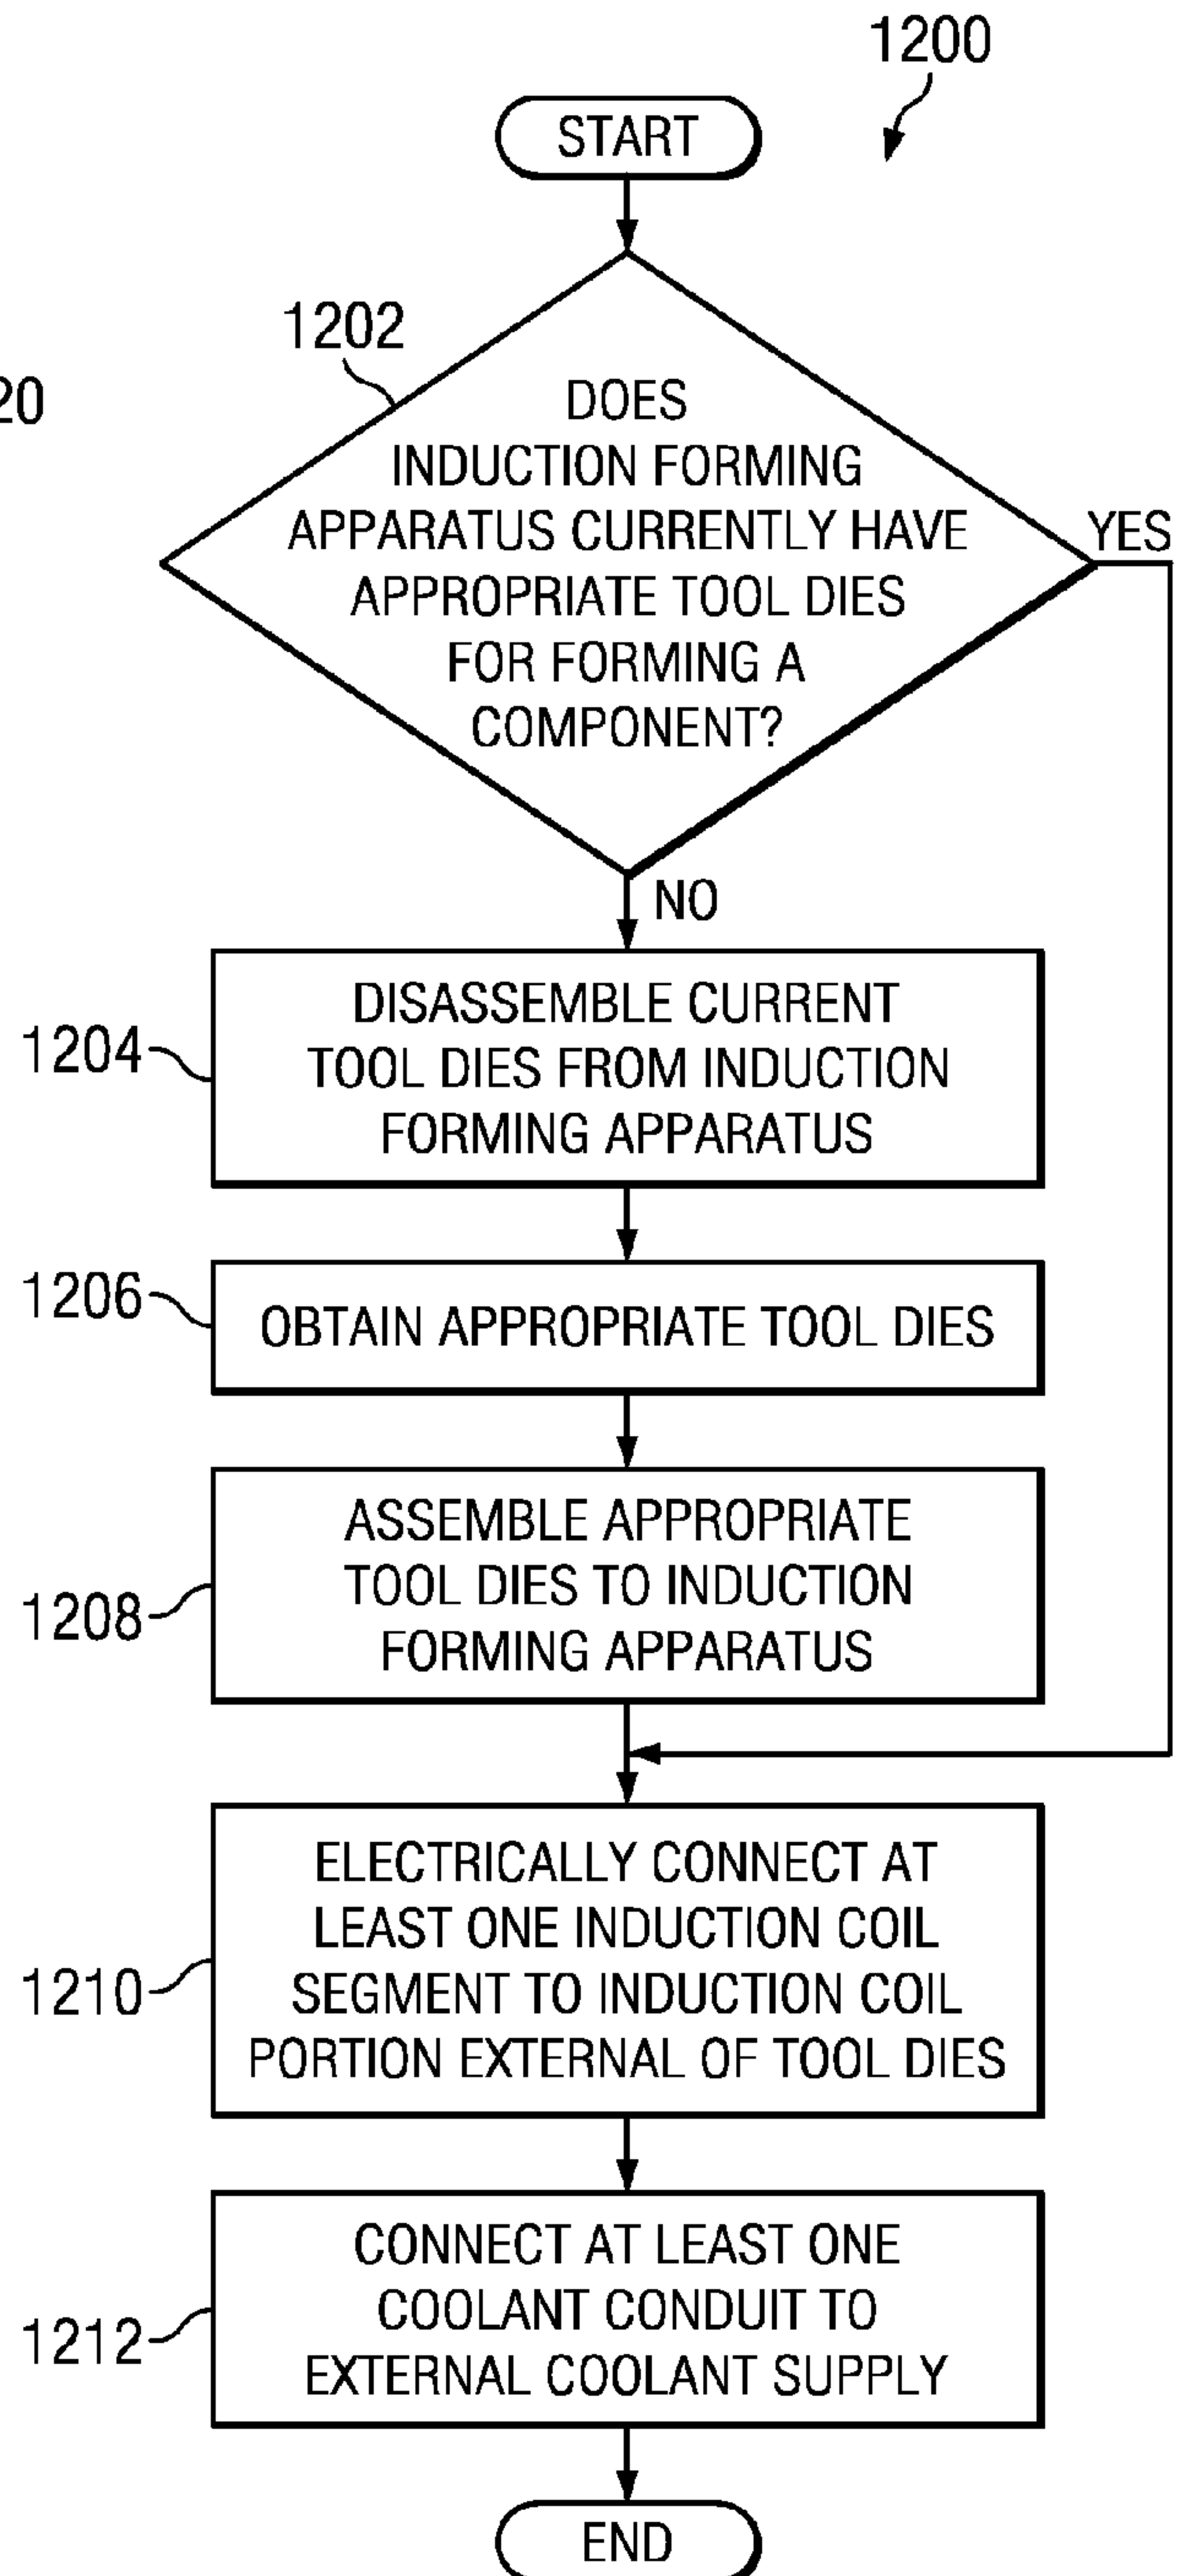 1200
START
1202
20
DOES
INDUCTION FORMING
APPARATUS CURRENTLY HAVE
APPROPRIATE TOOL DIES
FOR FORMING A
COMPONENT?
YES
NO
1204
DISASSEMBLE CURRENT
TOOL DIES FROM INDUCTION
FORMING APPARATUS
1206
OBTAIN APPROPRIATE TOOL DIES
1208
ASSEMBLE APPROPRIATE
TOOL DIES TO INDUCTION
FORMING APPARATUS
1210
ELECTRICALLY CONNECT AT
LEAST ONE INDUCTION COIL
SEGMENT TO INDUCTION COIL
PORTION EXTERNAL OF TOOL DIES
1212
CONNECT AT LEAST ONE
COOLANT CONDUIT TO
EXTERNAL COOLANT SUPPLY
END